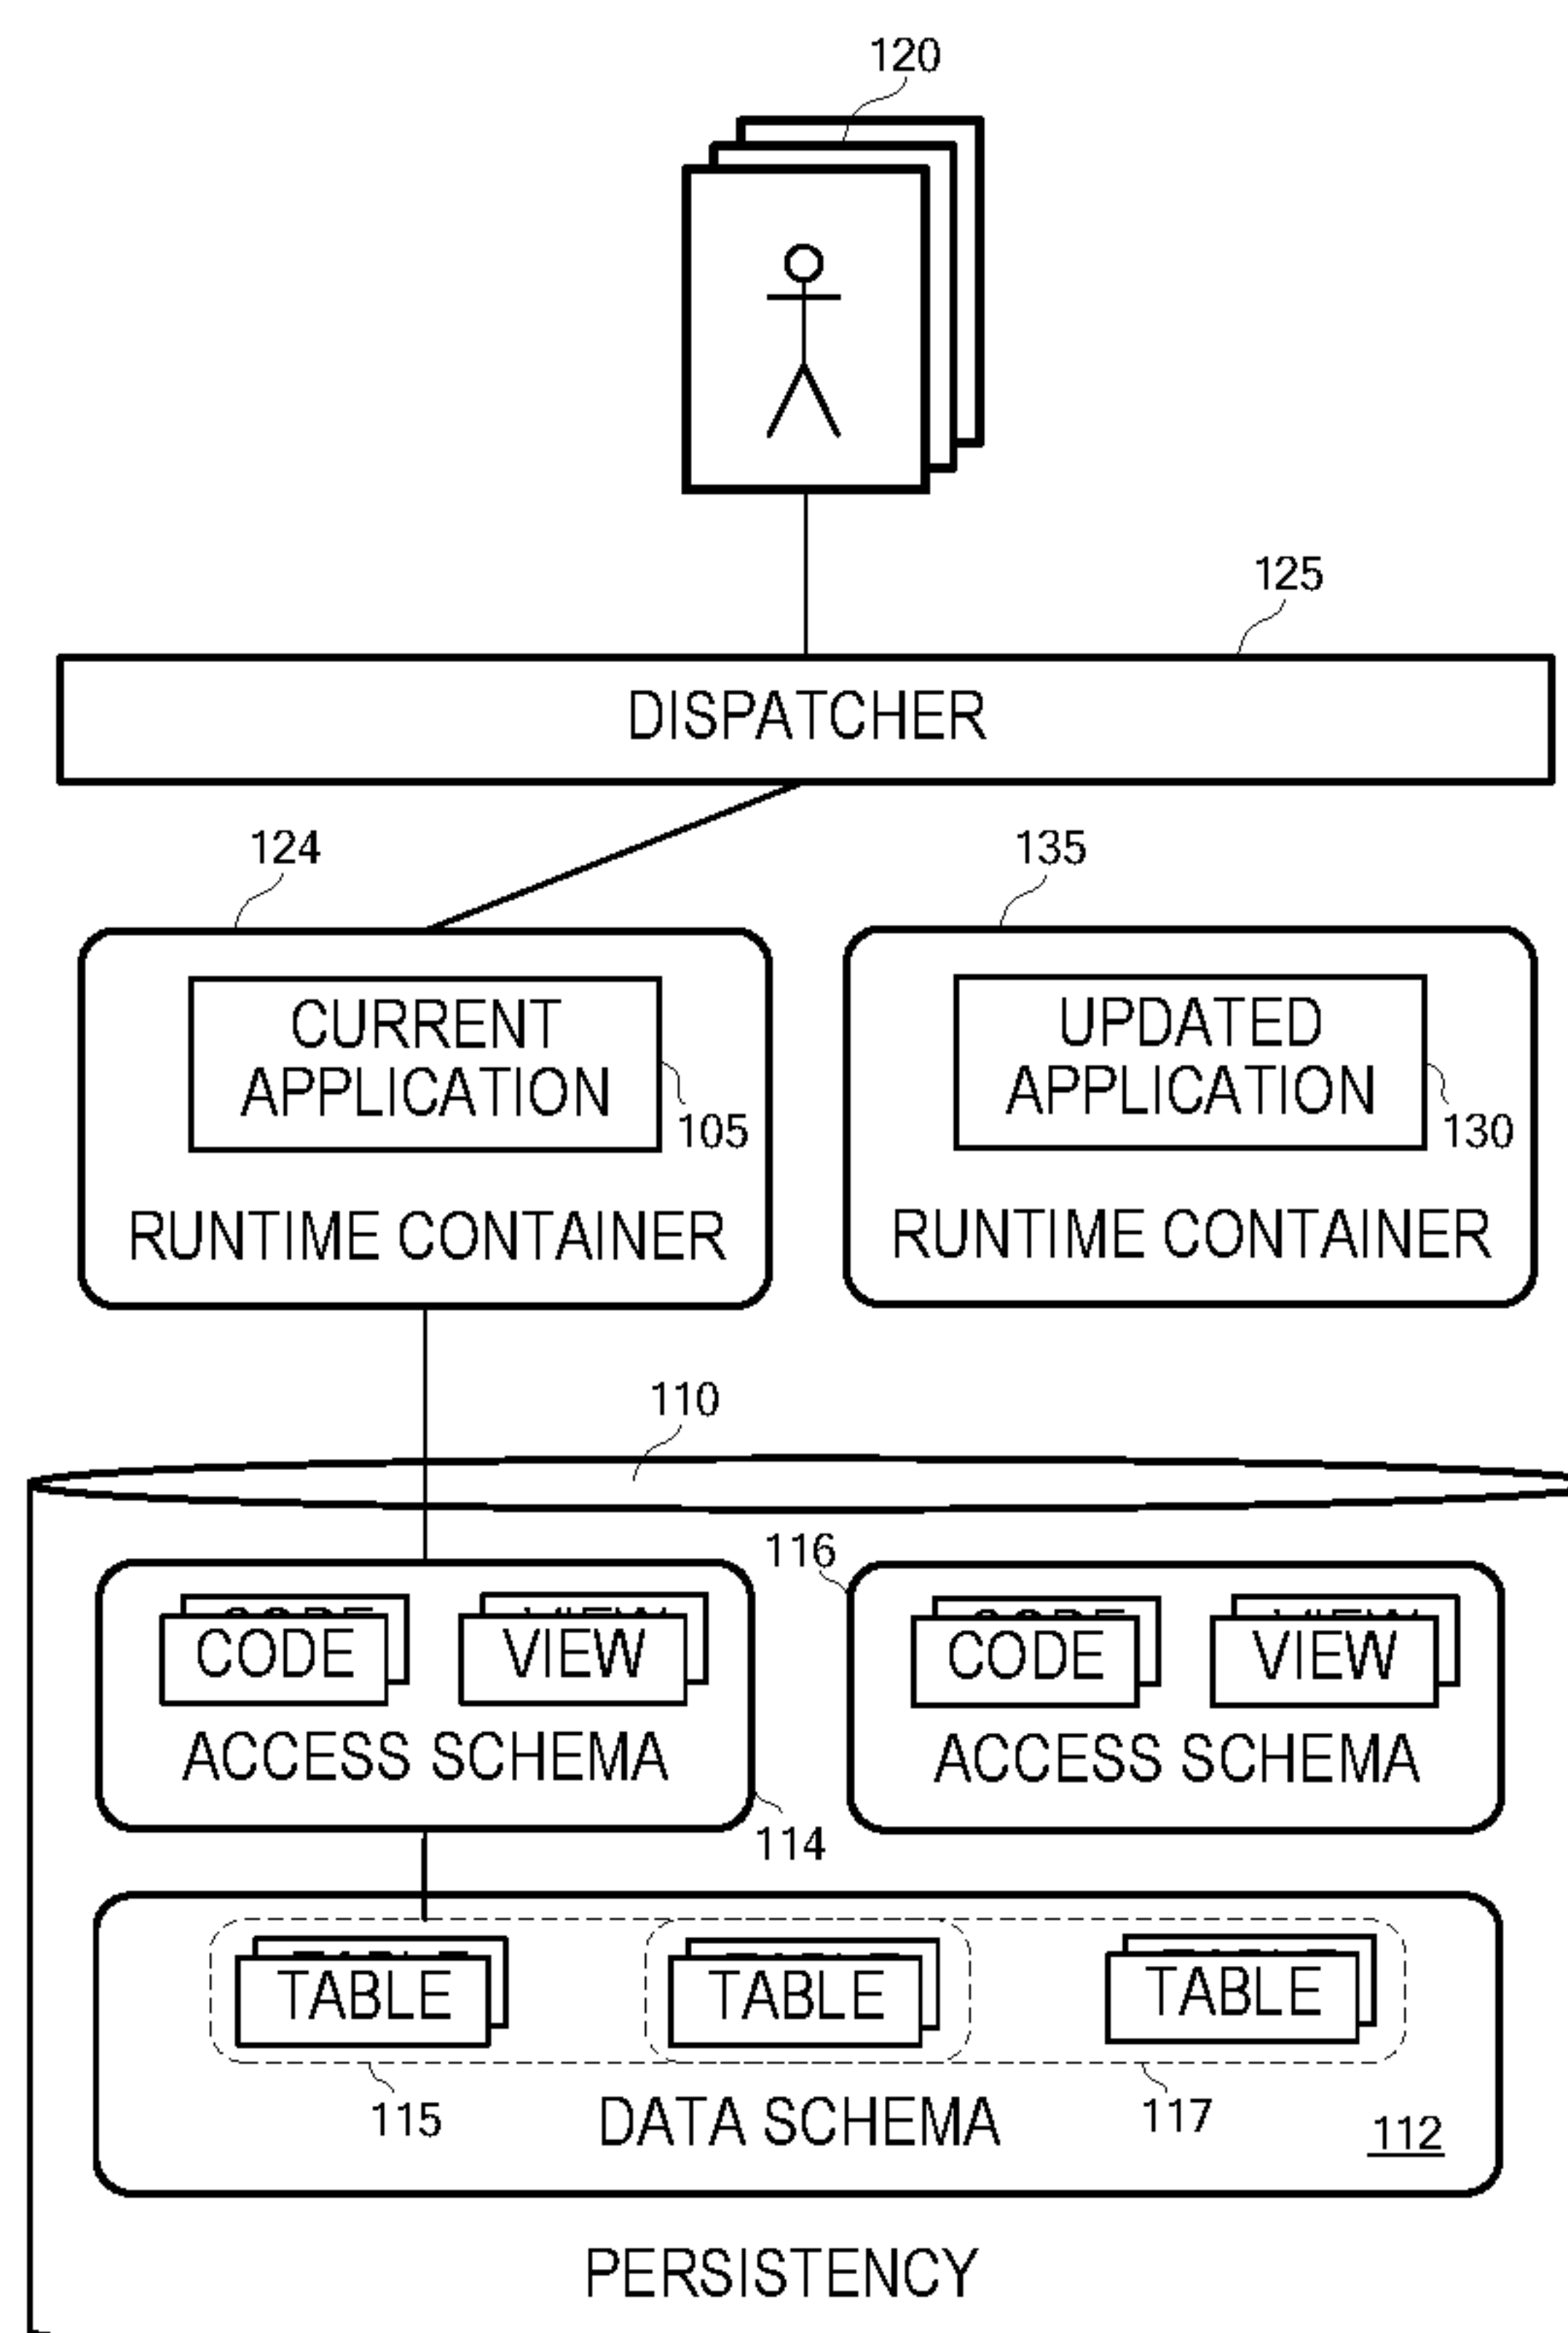 120
125
DISPATCHER
124
135
CURRENT
APPLICATION
105
RUNTIME CONTAINER
UPDATED
APPLICATION
130
RUNTIME CONTAINER
110
116
CODE
VIEW
ACCESS SCHEMA
114
CODE
VIEW
ACCESS SCHEMA
TABLE
TABLE
TABLE
115
117
DATA SCHEMA
112
PERSISTENCY